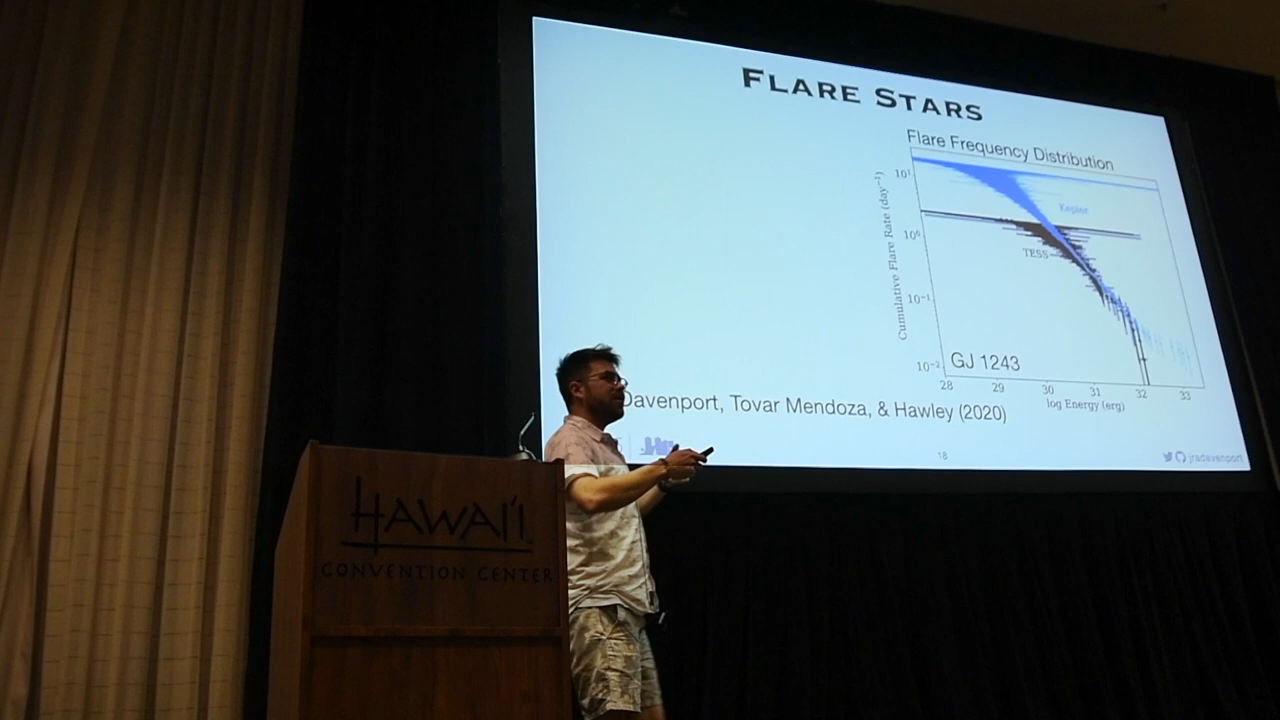 FLARE STARS
Flare Frequency Distribution
Cumulative Flare Rate (day⁻¹)
10¹
10⁰
10⁻¹
10⁻²
Kepler
TESS
GJ 1243
28 29 30 31 32 33
log Energy (erg)
Davenport, Tovar Mendoza, & Hawley (2020)
18
jradavenport
HAWAI'I
CONVENTION CENTER